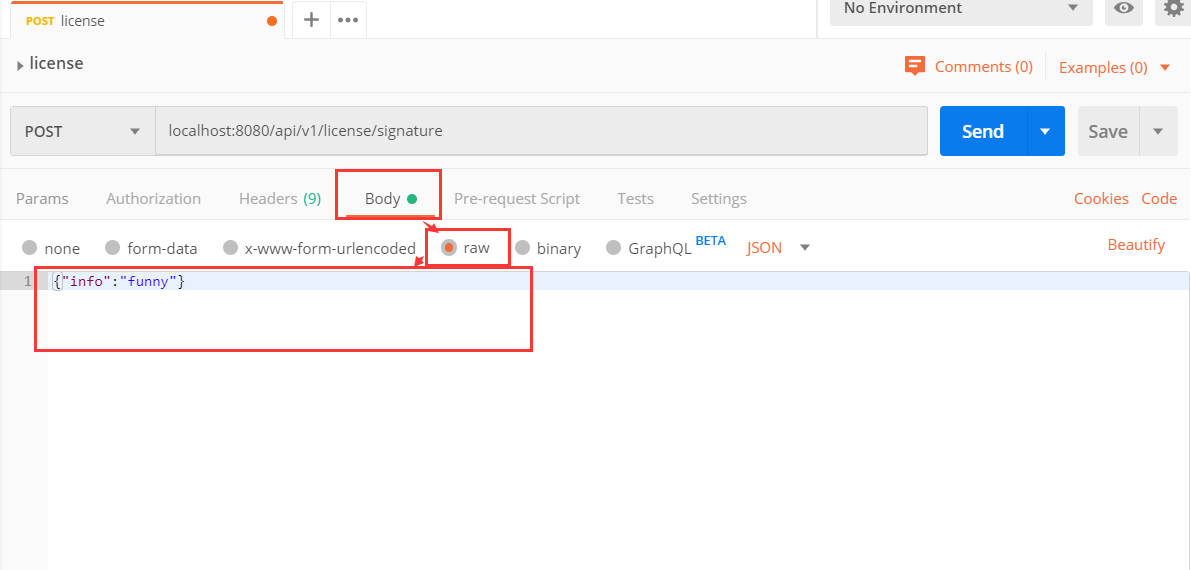 POST license
No Environment
license
Comments (0) Examples (0)
POST localhost:8080/api/v1/license/signature Send Save
Params Authorization Headers (9) Body Pre-request Script Tests Settings Cookies Code
none form-data x-www-form-urlencoded raw binary GraphQL BETA JSON Beautify
1 {"info":"funny"}